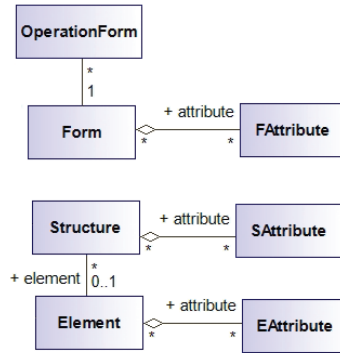 OperationForm
*
1
+ attribute
Form
* *
FAttribute
+ attribute
Structure
* *
SAttribute
*
+ element
0..1
+ attribute
Element
* *
EAttribute